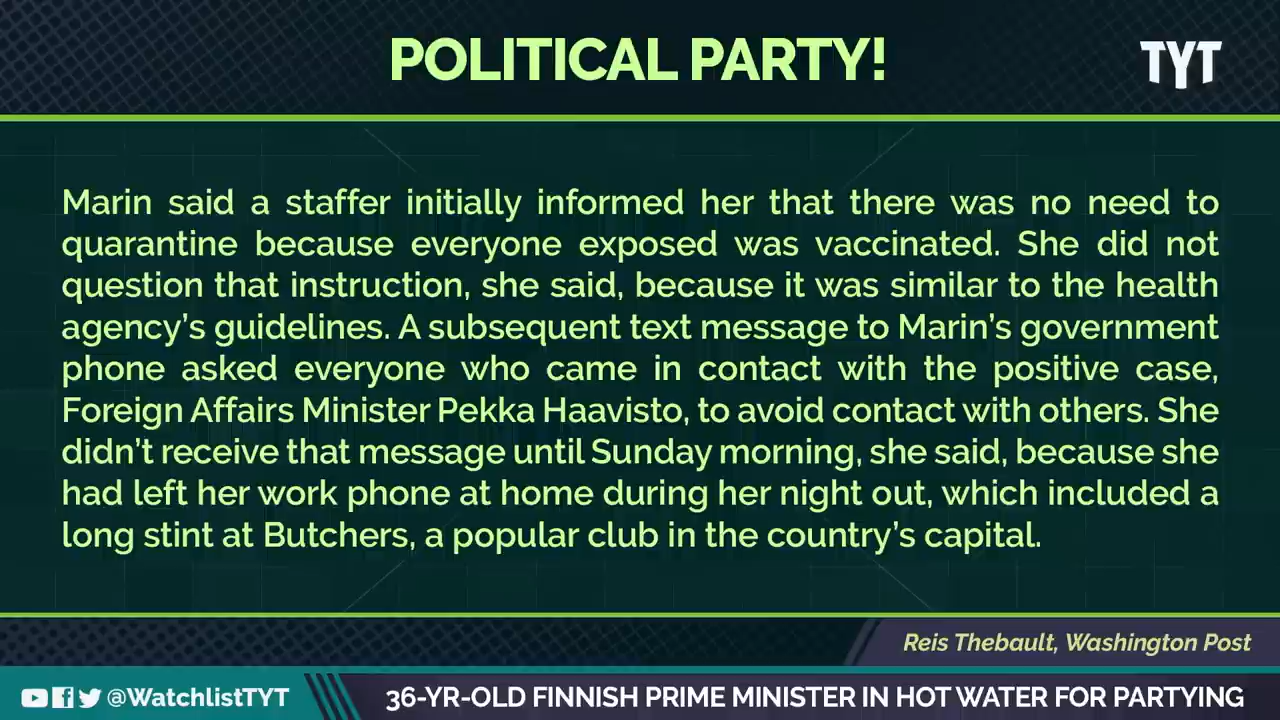 POLITICAL PARTY!
TYT
Marin said a staffer initially informed her that there was no need to
quarantine because everyone exposed was vaccinated. She did not
question that instruction, she said, because it was similar to the health
agency's guidelines. A subsequent text message to Marin's government
phone asked everyone who came in contact with the positive case,
Foreign Affairs Minister Pekka Haavisto, to avoid contact with others. She
didn't receive that message until Sunday morning, she said, because she
had left her work phone at home during her night out, which included a
long stint at Butchers, a popular club in the country's capital.
Reis Thebault, Washington Post
@WatchlistTYT
36-YR-OLD FINNISH PRIME MINISTER IN HOT WATER FOR PARTYING